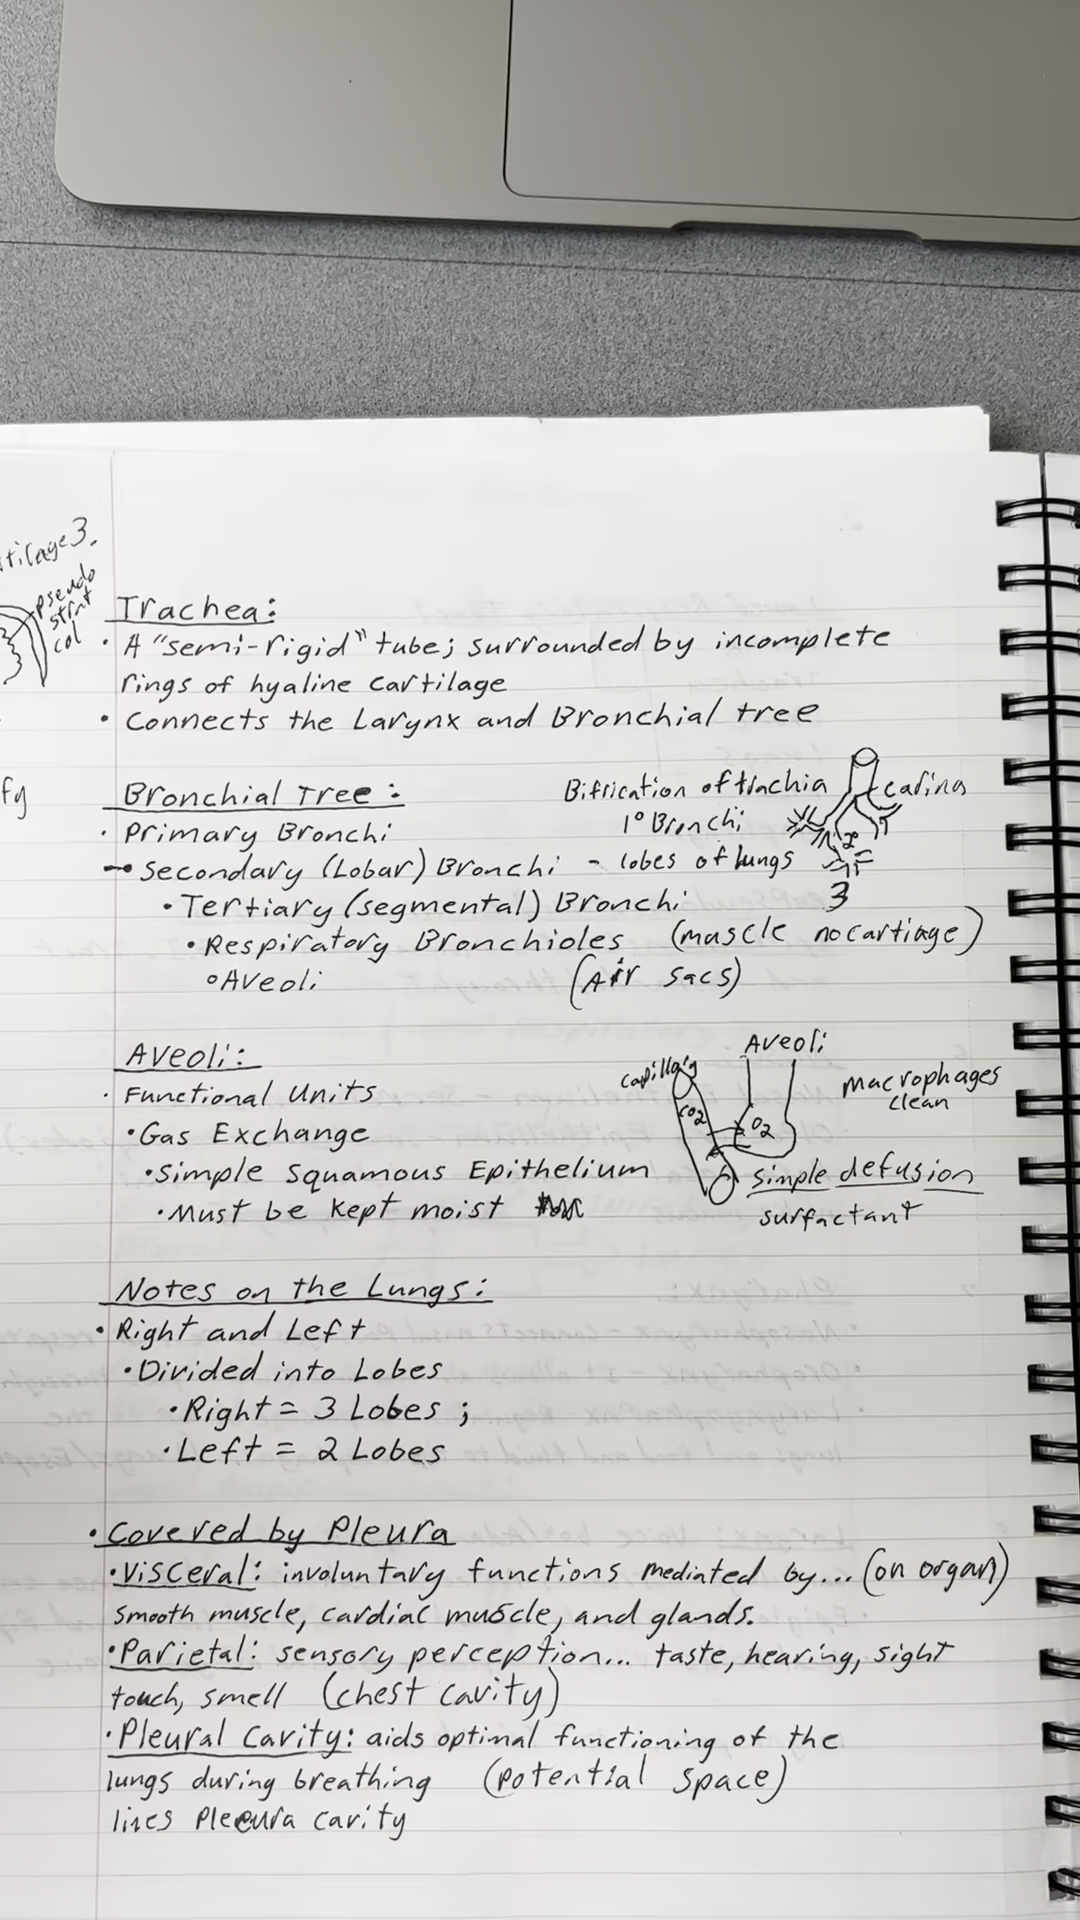 tilage 3.
pseudo
strat
col
fy
Trachea:
• A "semi-rigid" tube; surrounded by incomplete
rings of hyaline cartilage
• Connects the Larynx and Bronchial tree
Bronchial Tree:
• Primary Bronchi
Secondary (Lobar) Bronchi - lobes of lungs
• Tertiary (segmental) Bronchi
• Respiratory Bronchioles (muscle no cartiage)
• Aveoli (Air sacs)
Bifrication of trachia
carina
1° Bronchi
2°
3
Aveoli:
• Functional Units
• Gas Exchange
• Simple Squamous Epithelium
• Must be kept moist
Aveoli
capillary
CO2
O2
macrophages
clean
simple defusion
surfactant
Notes on the Lungs:
• Right and Left
• Divided into Lobes
• Right = 3 Lobes ;
• Left = 2 Lobes
• Covered by Pleura
• Visceral: involuntary functions mediated by... (on organ)
smooth muscle, cardiac muscle, and glands.
• Parietal: sensory perception... taste, hearing, sight
touch, smell (chest cavity)
• Pleural Cavity: aids optimal functioning of the
lungs during breathing (potential space)
lines Pleeura cavity